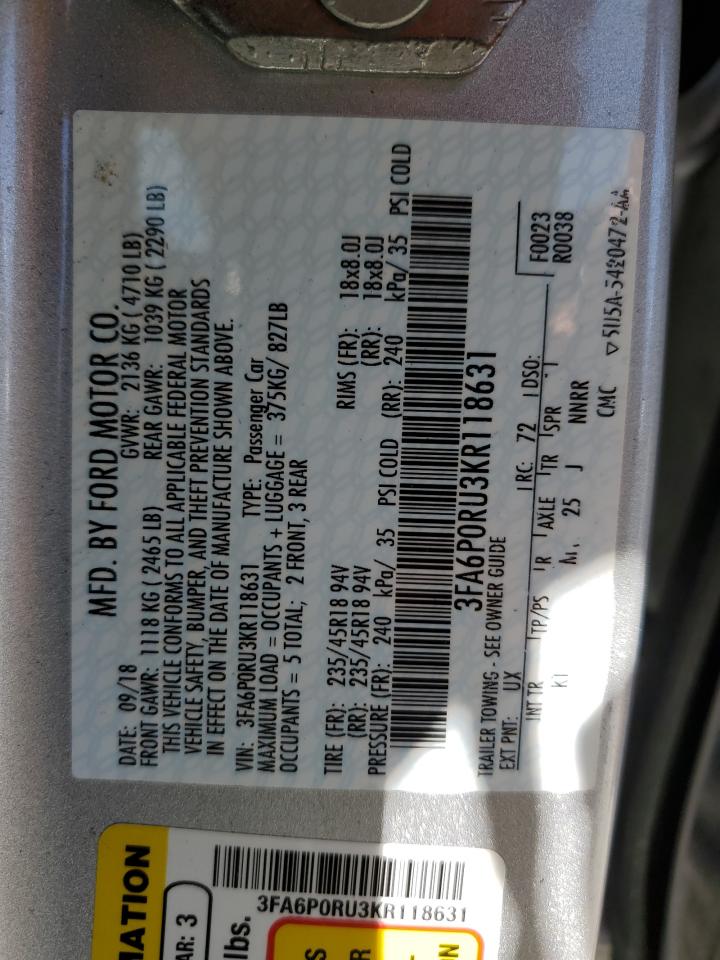 MFD. BY FORD MOTOR CO.
DATE: 09/18 GVWR: 2136 KG ( 4710 LB)
FRONT GAWR: 1118 KG (2465 LB) REAR GAWR: 1039 KG ( 2290 LB)
THIS VEHICLE CONFORMS TO ALL APPLICABLE FEDERAL MOTOR
VEHICLE SAFETY, BUMPER, AND THEFT PREVENTION STANDARDS
IN EFFECT ON THE DATE OF MANUFACTURE SHOWN ABOVE.
VIN: 3FA6P0RU3KR118631 TYPE: Passenger Car
MAXIMUM LOAD = OCCUPANTS + LUGGAGE = 375KG/ 827LB
OCCUPANTS = 5 TOTAL; 2 FRONT, 3 REAR
TIRE (FR): 235/45R18 94V RIMS (FR): 18x8.0J
(RR): 235/45R18 94V (RR): 18x8.0J
PRESSURE (FR): 240 kPa/ 35 PSI COLD (RR): 240 kPa/ 35 PSI COLD
3FA6P0RU3KR118631
TRAILER TOWING - SEE OWNER GUIDE
EXT PNT: UX RC: 72 DSO: F0023
R0038
INT TR TP/PS R AXLE TR SPR
KI 25 J NNRR
CMC
MATION
AR: 3
lbs.
3FA6P0RU3KR118631